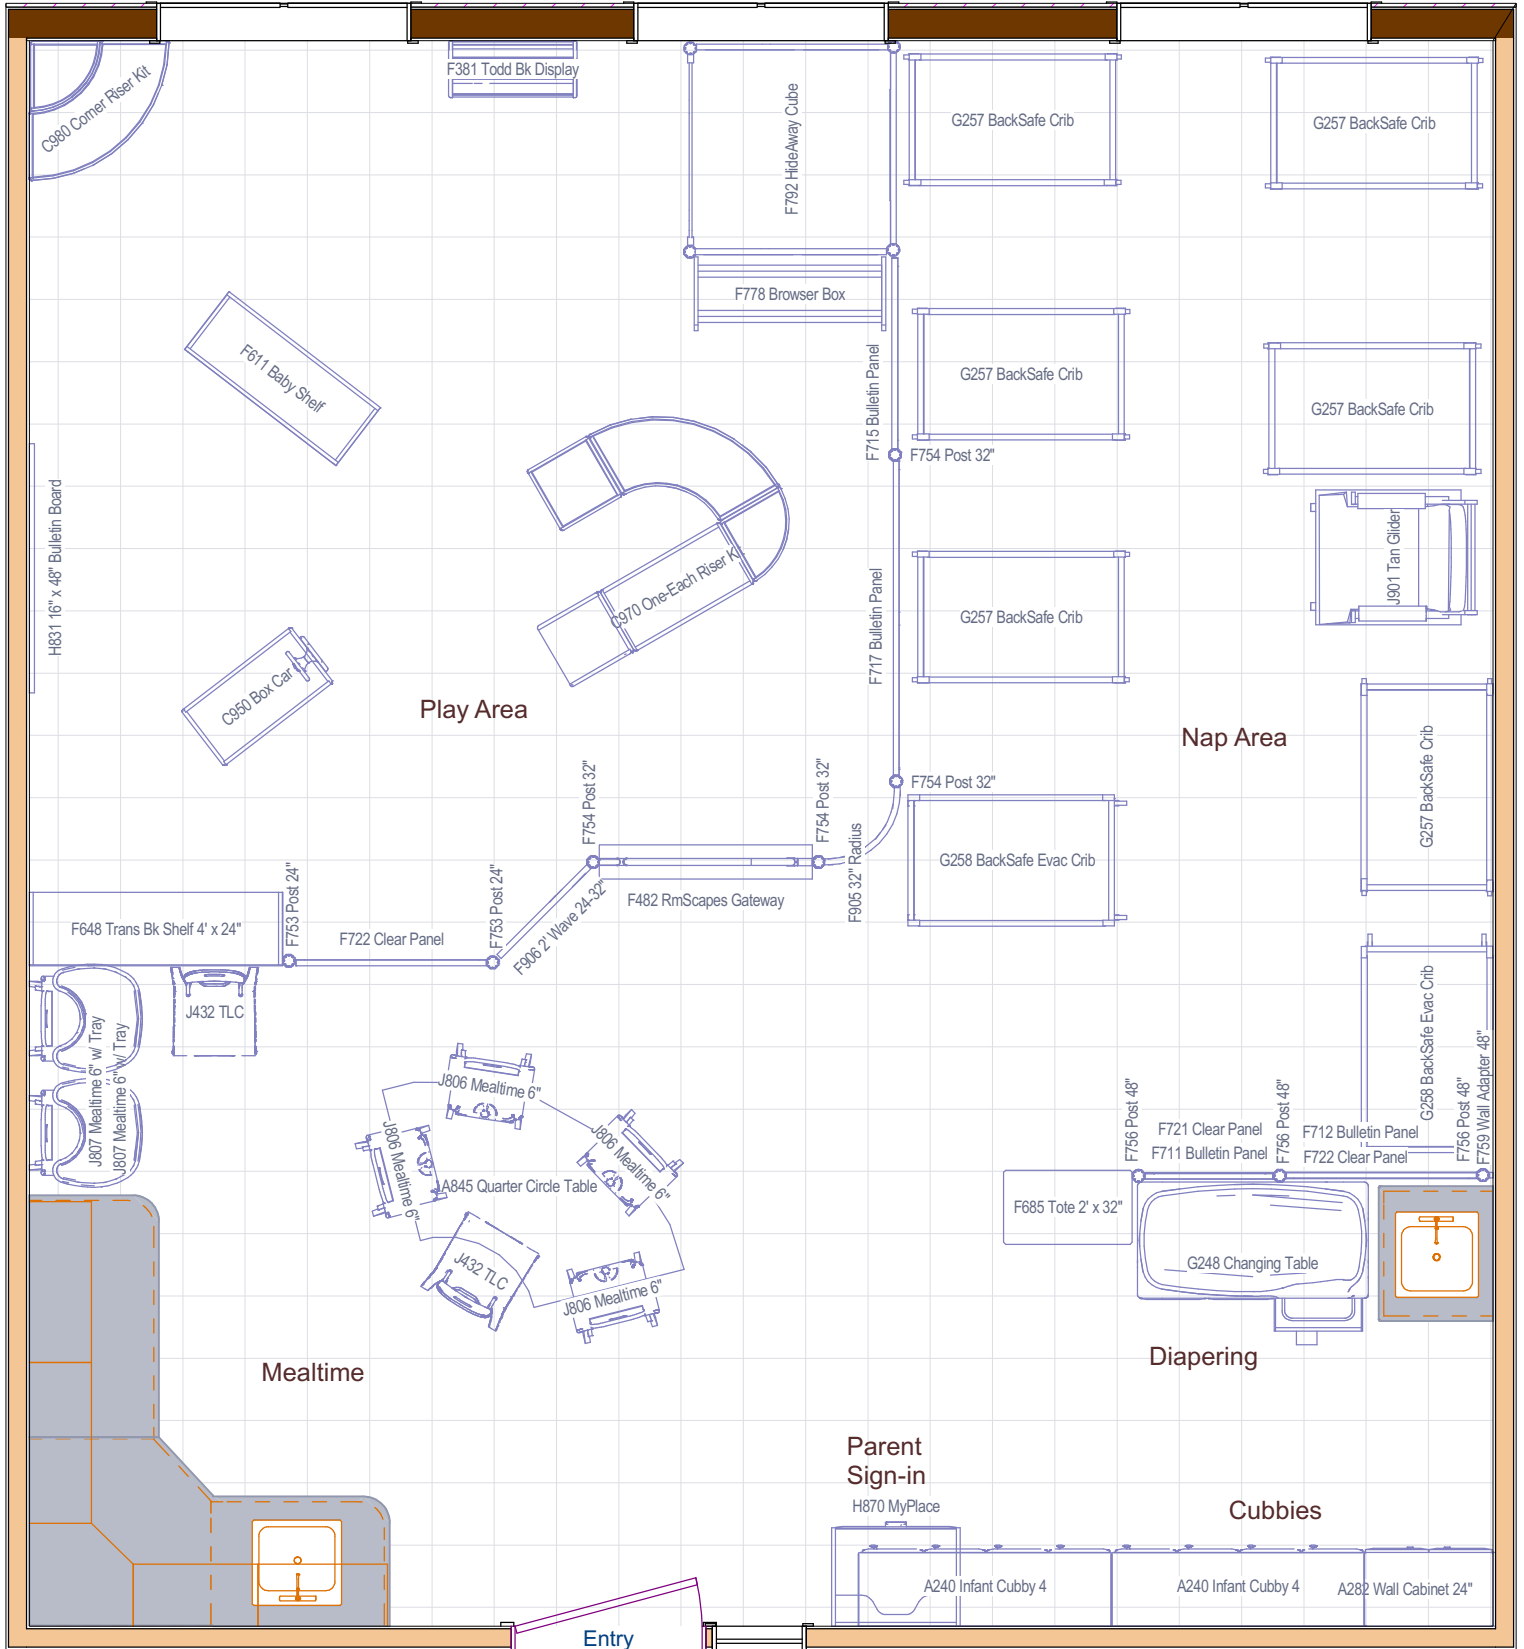 C980 Corner Riser Kit
F381 Todd Bk Display
F792 HideAway Cube
G257 BackSafe Crib
G257 BackSafe Crib
F778 Browser Box
F611 Baby Shelf
F715 Bulletin Panel
G257 BackSafe Crib
G257 BackSafe Crib
F754 Post 32"
H831 16" x 48" Bulletin Board
C970 One-Each Riser K
F717 Bulletin Panel
G257 BackSafe Crib
J901 Tan Glider
C950 Box Car
Play Area
Nap Area
G257 BackSafe Crib
F754 Post 32"
F754 Post 32"
F754 Post 32"
F905 32" Radius
G258 BackSafe Evac Crib
F482 RmScapes Gateway
F906 2' Wave 24-32"
F753 Post 24"
F753 Post 24"
F648 Trans Bk Shelf 4' x 24"
F722 Clear Panel
J432 TLC
J807 Mealtime 6" w/ Tray
J807 Mealtime 6" w/ Tray
J806 Mealtime 6"
J806 Mealtime 6"
J806 Mealtime 6"
A845 Quarter Circle Table
J432 TLC
J806 Mealtime 6"
G258 BackSafe Evac Crib
F756 Post 48"
F721 Clear Panel
F711 Bulletin Panel
F756 Post 48"
F712 Bulletin Panel
F722 Clear Panel
F756 Post 48"
F759 Wall Adapter 48"
F685 Tote 2' x 32"
G248 Changing Table
Mealtime
Diapering
Parent
Sign-in
H870 MyPlace
Cubbies
A240 Infant Cubby 4
A240 Infant Cubby 4
A282 Wall Cabinet 24"
Entry